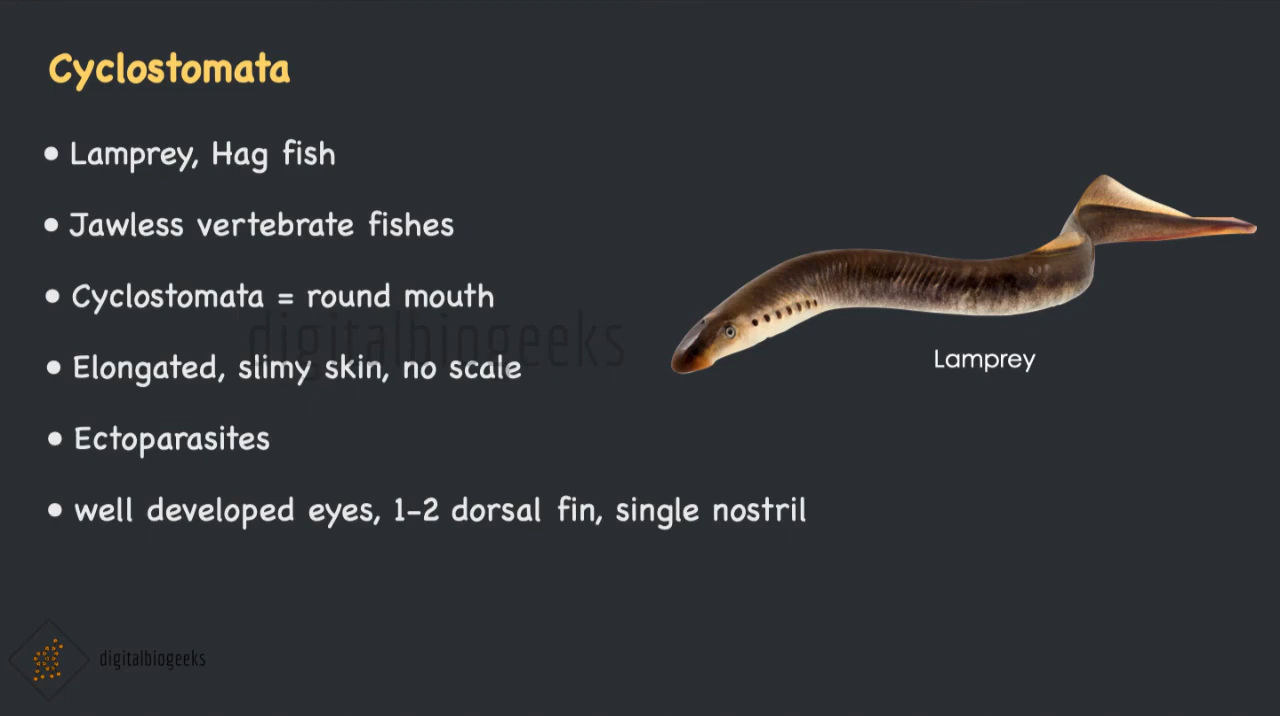 Cyclostomata
• Lamprey, Hag fish
• Jawless vertebrate fishes
• Cyclostomata = round mouth
• Elongated, slimy skin, no scale
• Ectoparasites
• well developed eyes, 1-2 dorsal fin, single nostril
Lamprey
digitalbiogeeks
digitalbiogeeks